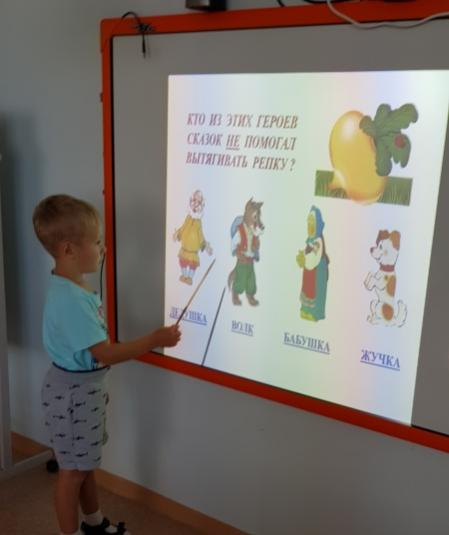 КТО ИЗ ЭТИХ ГЕРОЕВ
СКАЗОК НЕ ПОМОГАЛ
ВЫТЯГИВАТЬ РЕПКУ?
ДЕДУШКА
ВОЛК
БАБУШКА
ЖУЧКА